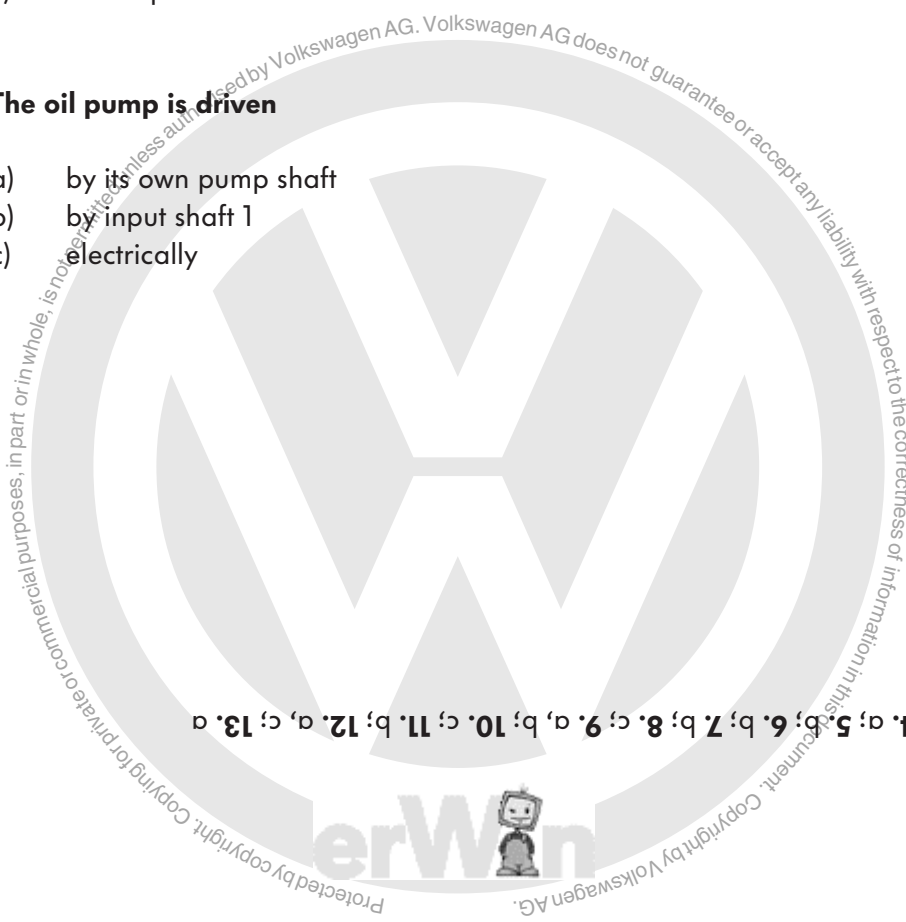 The oil pump is driven
a) by its own pump shaft
b) by input shaft 1
c) electrically
a; 5. b; 6. b; 7. b; 8. c; 9. a, b; 10. c; 11. b; 12. a, c; 13. a
Protected by copyright. Copying for private or commercial purposes, in part or in whole, is not permitted unless authorised by Volkswagen AG. Volkswagen AG does not guarantee or accept any liability with respect to the correctness of information in this document. Copyright by Volkswagen AG.
erWin